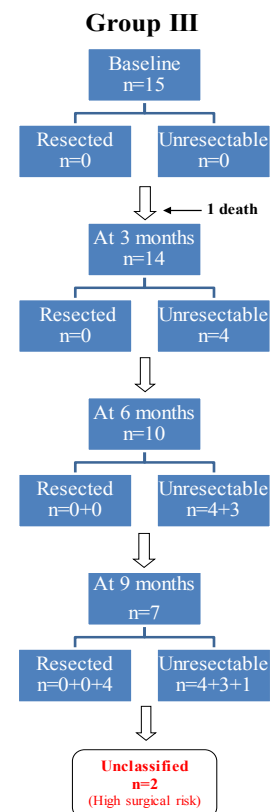 Group III
Baseline
n=15
Resected
n=0
Unresectable
n=0
1 death
At 3 months
n=14
Resected
n=0
Unresectable
n=4
At 6 months
n=10
Resected
n=0+0
Unresectable
n=4+3
At 9 months
n=7
Resected
n=0+0+4
Unresectable
n=4+3+1
Unclassified
n=2
(High surgical risk)